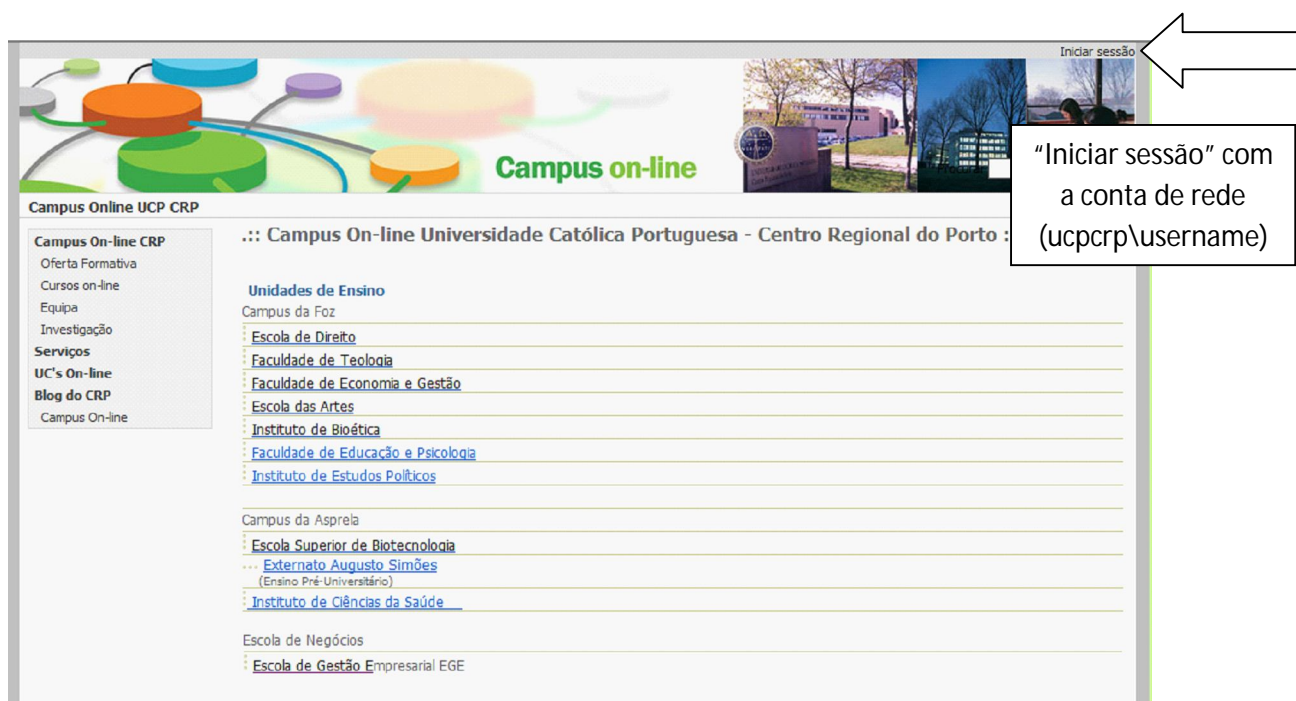 Iniciar sessão
Campus on-line
"Iniciar sessão" com
a conta de rede
(ucpcrp\username)
Campus Online UCP CRP
Campus On-line CRP
Oferta Formativa
Cursos on-line
Equipa
Investigação
Serviços
UC's On-line
Blog do CRP
Campus On-line
.:: Campus On-line Universidade Católica Portuguesa - Centro Regional do Porto :
Unidades de Ensino
Campus da Foz
Escola de Direito
Faculdade de Teologia
Faculdade de Economia e Gestão
Escola das Artes
Instituto de Bioética
Faculdade de Educação e Psicologia
Instituto de Estudos Políticos
Campus da Asprela
Escola Superior de Biotecnologia
... Externato Augusto Simões
(Ensino Pré-Universitário)
Instituto de Ciências da Saúde
Escola de Negócios
Escola de Gestão Empresarial EGE